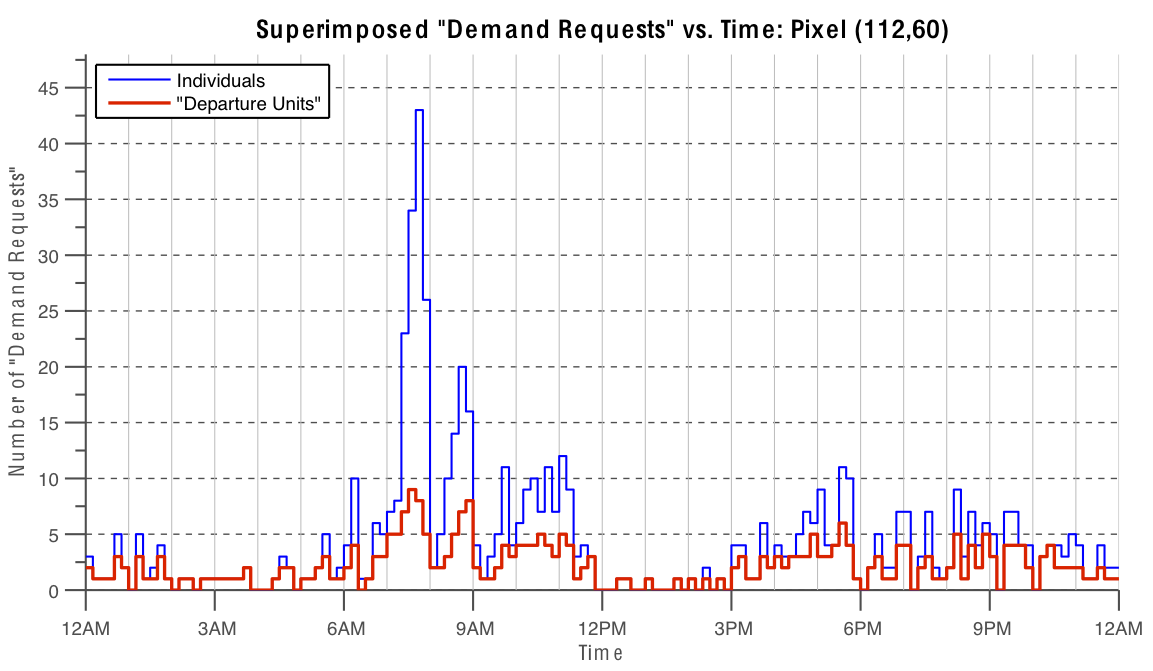 Superimposed "Demand Requests" vs. Time: Pixel (112,60)
Individuals
"Departure Units"
Number of "Demand Requests"
45
40
35
30
25
20
15
10
5
0
12AM 3AM 6AM 9AM 12PM 3PM 6PM 9PM 12AM
Time